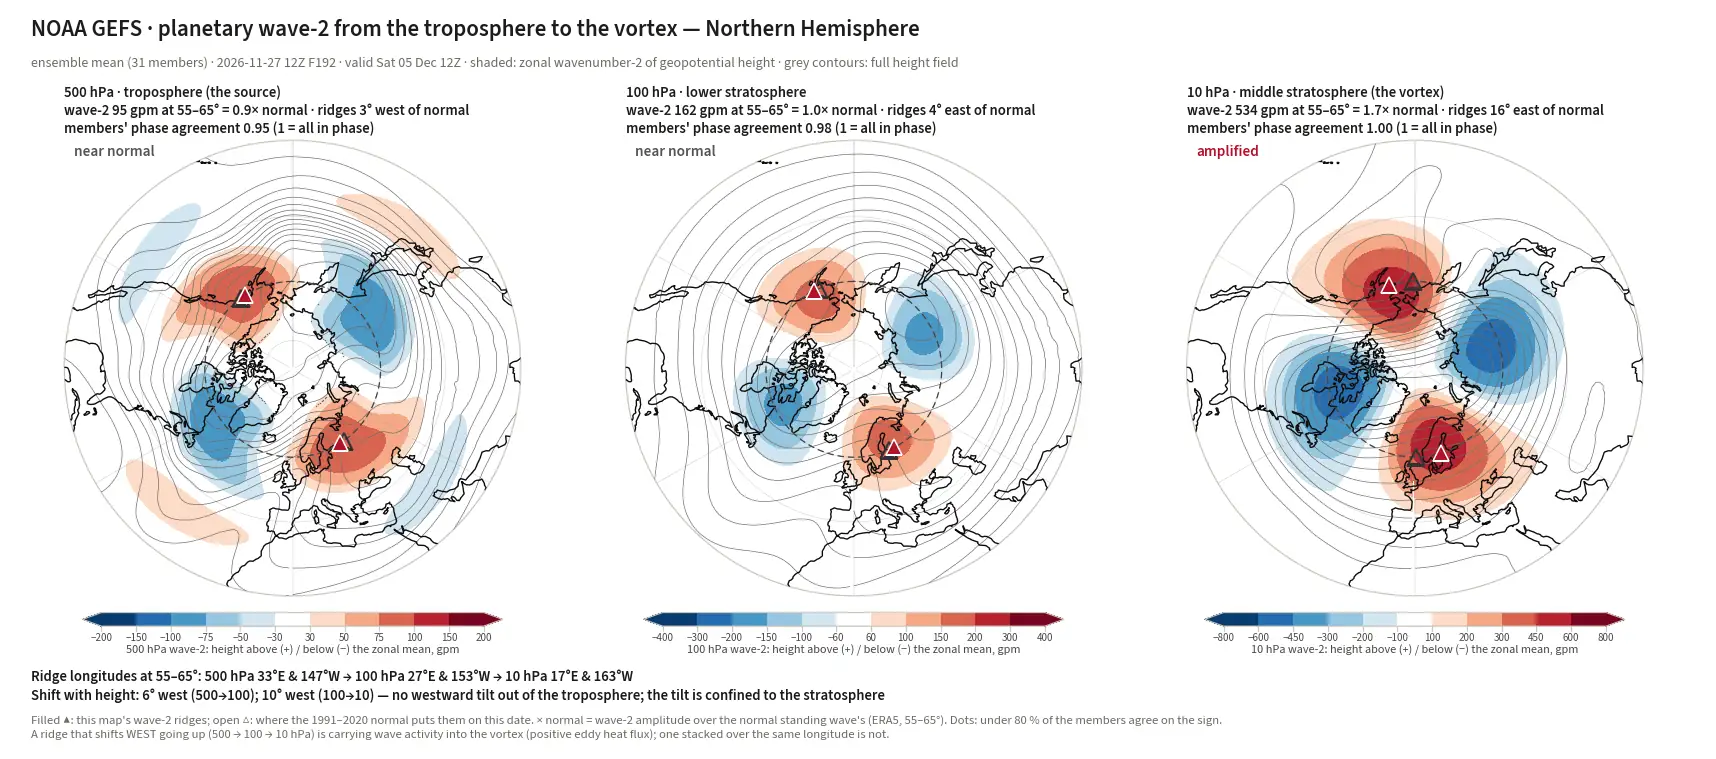 NOAA GEFS · planetary wave-2 from the troposphere to the vortex — Northern Hemisphere
ensemble mean (31 members) · 2026-11-27 12Z F192 · valid Sat 05 Dec 12Z · shaded: zonal wavenumber-2 of geopotential height · grey contours: full height field
500 hPa · troposphere (the source)
wave-2 95 gpm at 55–65° = 0.9× normal · ridges 3° west of normal
members' phase agreement 0.95 (1 = all in phase)
near normal
100 hPa · lower stratosphere
wave-2 162 gpm at 55–65° = 1.0× normal · ridges 4° east of normal
members' phase agreement 0.98 (1 = all in phase)
near normal
10 hPa · middle stratosphere (the vortex)
wave-2 534 gpm at 55–65° = 1.7× normal · ridges 16° east of normal
members' phase agreement 1.00 (1 = all in phase)
amplified
−200 −150 −100 −75 −50 −30 30 50 75 100 150 200
500 hPa wave-2: height above (+) / below (−) the zonal mean, gpm
−400 −300 −200 −150 −100 −60 60 100 150 200 300 400
100 hPa wave-2: height above (+) / below (−) the zonal mean, gpm
−800 −600 −450 −300 −200 −100 100 200 300 450 600 800
10 hPa wave-2: height above (+) / below (−) the zonal mean, gpm
Ridge longitudes at 55–65°: 500 hPa 33°E & 147°W → 100 hPa 27°E & 153°W → 10 hPa 17°E & 163°W
Shift with height: 6° west (500→100); 10° west (100→10) — no westward tilt out of the troposphere; the tilt is confined to the stratosphere
Filled ▲: this map's wave-2 ridges; open △: where the 1991–2020 normal puts them on this date. × normal = wave-2 amplitude over the normal standing wave's (ERA5, 55–65°). Dots: under 80 % of the members agree on the sign.
A ridge that shifts WEST going up (500 → 100 → 10 hPa) is carrying wave activity into the vortex (positive eddy heat flux); one stacked over the same longitude is not.